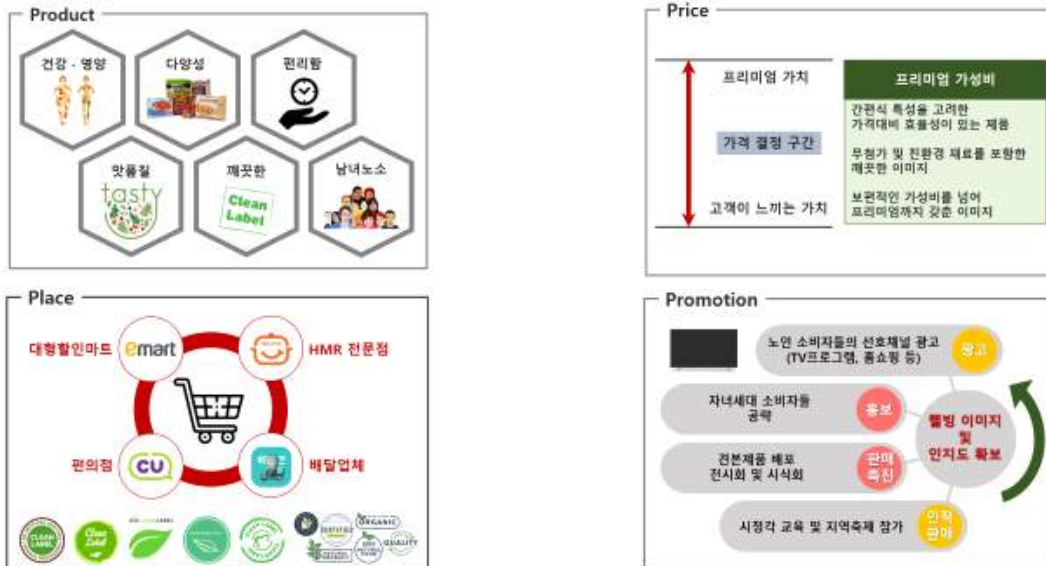 Product
건강 - 영양
다양성
편리함
맛품질
tasty
깨끗한
Clean
Label
남녀노소
Price
프리미엄 가치
가격 결정 구간
고객이 느끼는 가치
프리미엄 가성비
간편식 특성을 고려한
가격대비 효율성이 있는 제품
무첨가 및 친환경 재료를 포함한
깨끗한 이미지
보편적인 가성비를 넘어
프리미엄까지 갖춘 이미지
Place
대형할인마트
emart
HMR 전문점
편의점
CU
배달업체
CLEAN
LABEL
Clean
Label
ORGANIC
QUALITY
Promotion
노인 소비자들의 선호채널 광고
(TV프로그램, 홈쇼핑 등)
광고
자녀세대 소비자들
공략
홍보
견본제품 배포
전시회 및 시식회
판매
촉진
시청각 교육 및 지역축제 참가
인적
판매
웰빙 이미지
및
인지도 확보